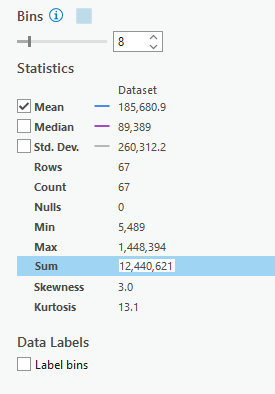 Bins
8
Statistics
Dataset
Mean 185,680.9
Median 89,389
Std. Dev. 260,312.2
Rows 67
Count 67
Nulls 0
Min 5,489
Max 1,448,394
Sum 12,440,621
Skewness 3.0
Kurtosis 13.1
Data Labels
Label bins